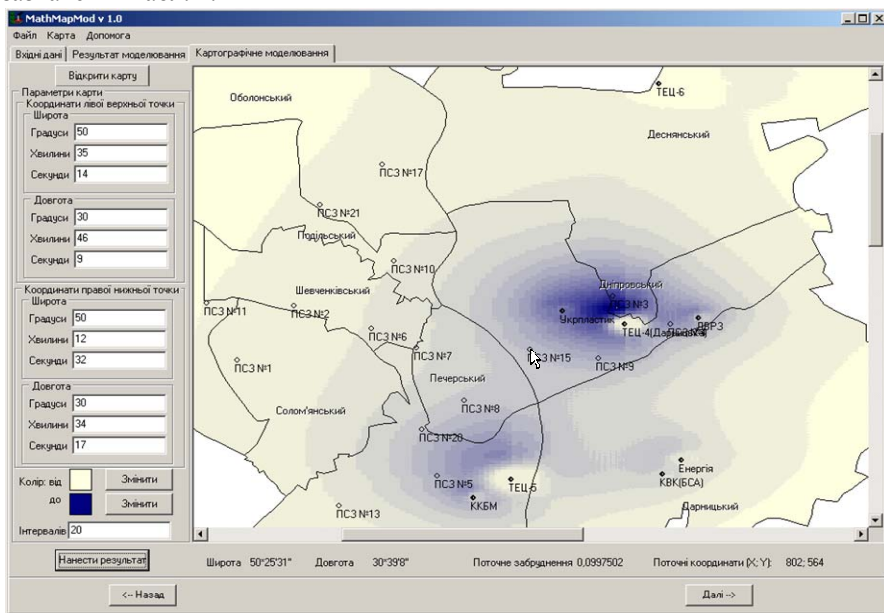 MathMapMod v 1.0
Файл Карта Допомога
Вхідні дані Результат моделювання Картографічне моделювання
Відкрити карту
Параметри карти
Координати лівої верхньої точки
Широта
Градуси 50
Хвилини 35
Секунди 14
Довгота
Градуси 30
Хвилини 46
Секунди 9
Координати правої нижньої точки
Широта
Градуси 50
Хвилини 12
Секунди 32
Довгота
Градуси 30
Хвилини 34
Секунди 17
Колір: від Змінити
до Змінити
Інтервалів 20
Нанести результат
ТЕЦ-6
Оболонський
Деснянський
ПСЗ №17
ПСЗ №21
Подільський
ПСЗ №10
Дніпровський
Шевченківський
ПСЗ №3
ПСЗ №11
ПСЗ №2
Укрпластик
ДВРЗ
ТЕЦ-4(Дарницька)
ПСЗ №6
ПСЗ №7
ПСЗ №15
ПСЗ №1
ПСЗ №9
Печерський
Солом'янський
ПСЗ №8
ПСЗ №20
Енергія
ПСЗ №5
ТЕЦ-5
КВК(БСА)
ККБМ
Дарницький
ПСЗ №13
Широта 50°25'31" Довгота 30°39'8" Поточне забруднення 0,0997502 Поточні координати (X; Y): 802; 564
<-- Назад Далі -->